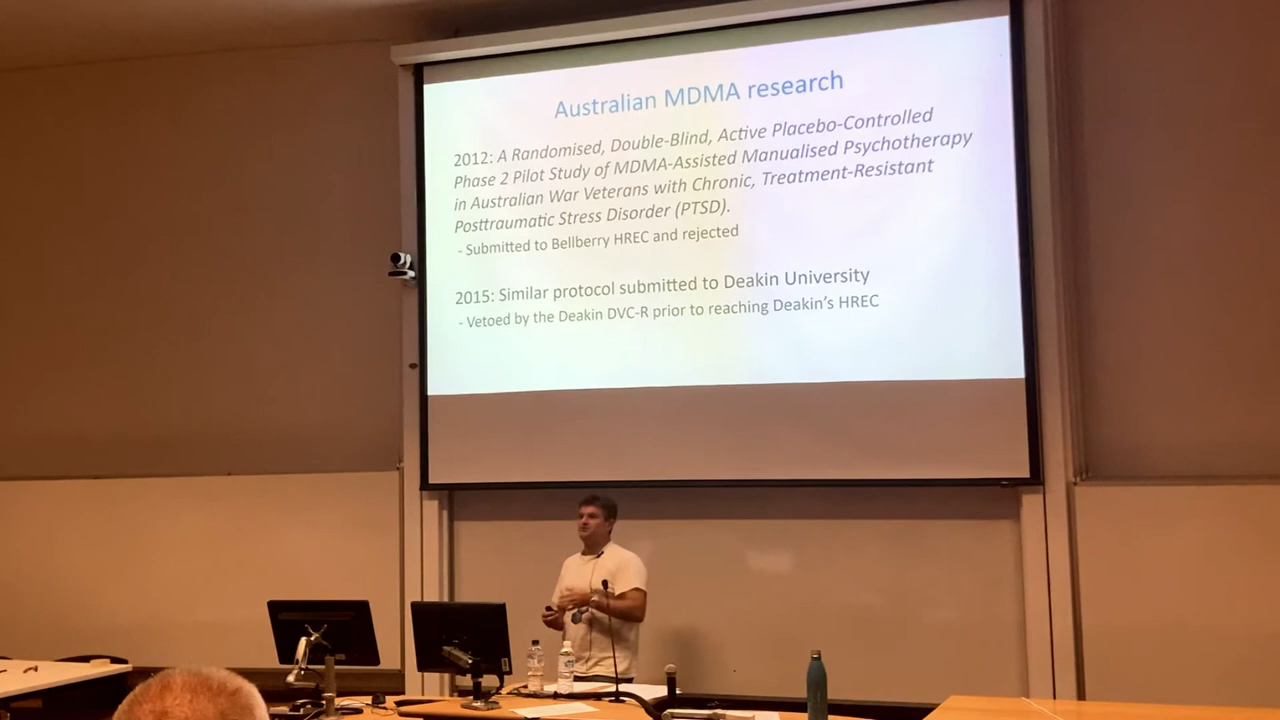 Australian MDMA research
2012: A Randomised, Double-Blind, Active Placebo-Controlled
Phase 2 Pilot Study of MDMA-Assisted Manualised Psychotherapy
in Australian War Veterans with Chronic, Treatment-Resistant
Posttraumatic Stress Disorder (PTSD).
- Submitted to Bellberry HREC and rejected
2015: Similar protocol submitted to Deakin University
- Vetoed by the Deakin DVC-R prior to reaching Deakin's HREC